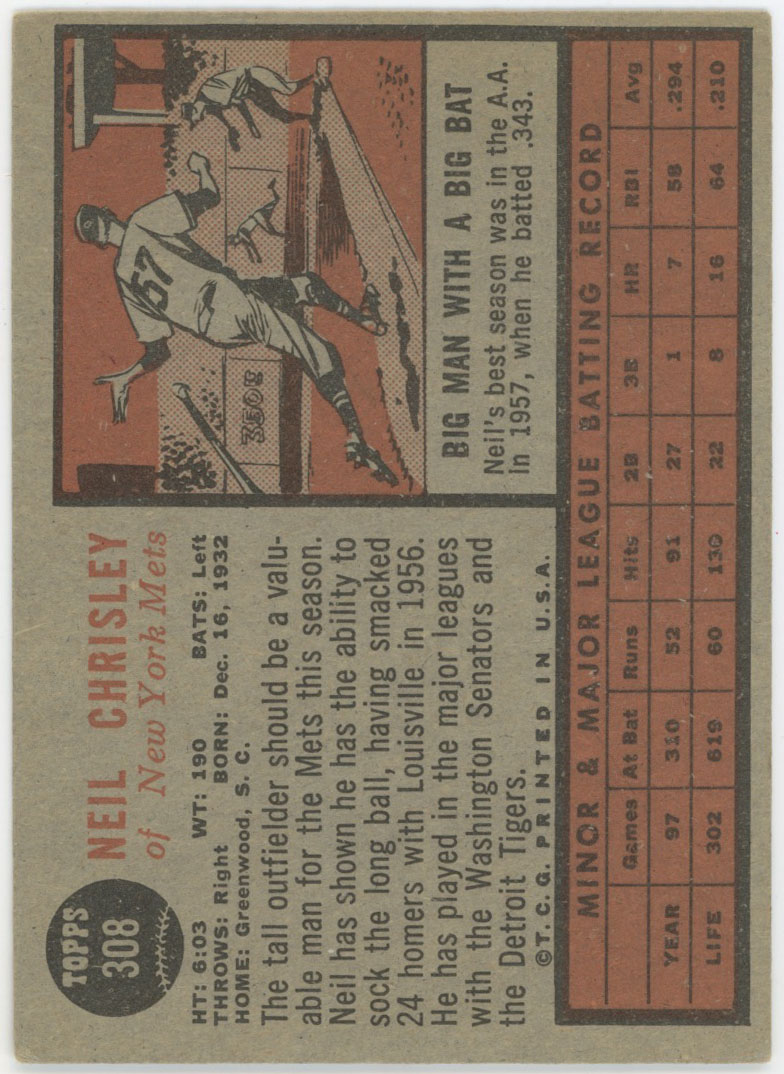 TOPPS
308
NEIL CHRISLEY
of New York Mets
HT: 6:03 WT: 190 BATS: Left
THROWS: Right BORN: Dec. 16, 1932
HOME: Greenwood, S. C.
The tall outfielder should be a valu-
able man for the Mets this season.
Neil has shown he has the ability to
sock the long ball, having smacked
24 homers with Louisville in 1956.
He has played in the major leagues
with the Washington Senators and
the Detroit Tigers.
©T.C.G. PRINTED IN U.S.A.
57
350 F
BIG MAN WITH A BIG BAT
Neil's best season was in the A.A.
in 1957, when he batted .343.
MINOR & MAJOR LEAGUE BATTING RECORD
Games At Bat Runs Hits 2B 3B HR RBI Avg
YEAR 97 310 52 91 27 1 7 58 .294
LIFE 302 619 60 130 22 8 16 64 .210